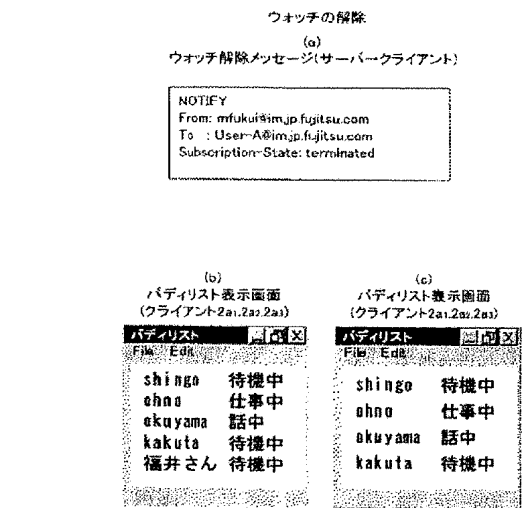 ウォッチの解除
(a)
ウォッチ解除メッセージ(サーバークライアント)
NOTIFY
From: mfukui@im.jp.fujitsu.com
To : User-A@im.jp.fujitsu.com
Subscription-State: terminated
(b)
バディリスト表示画面
(クライアント2a1,2a2,2a3)
バディリスト
File Edit
shingo 待機中
ohno 仕事中
okuyama 話中
kakuta 待機中
福井さん 待機中
(c)
バディリスト表示画面
(クライアント2a1,2a2,2a3)
バディリスト
File Edit
shingo 待機中
ohno 仕事中
okuyama 話中
kakuta 待機中